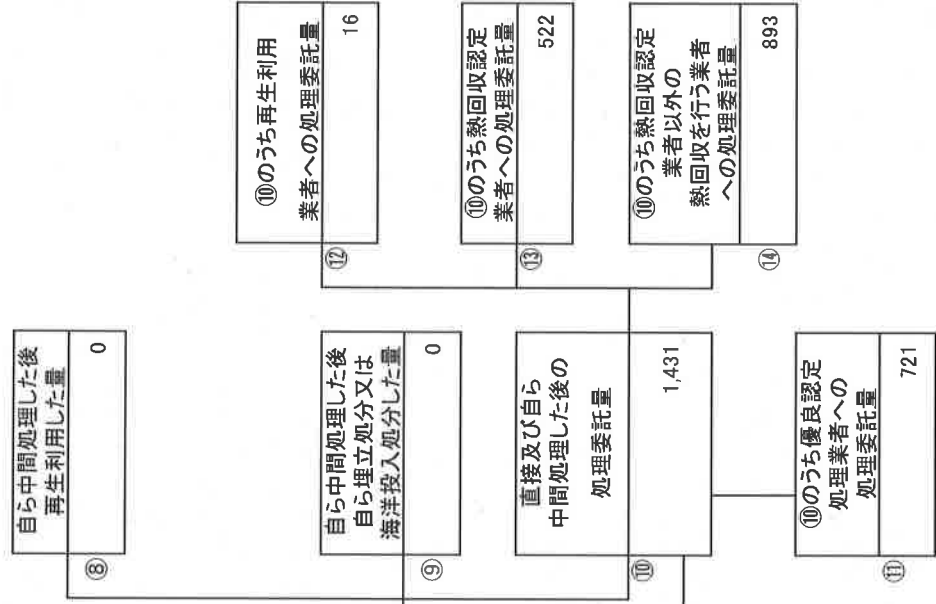 ⑧
自ら中間処理した後
再生利用した量
0
⑨
自ら中間処理した後
自ら埋立処分又は
海洋投入処分した量
0
⑩
直接及び自ら
中間処理した後の
処理委託量
1,431
⑪
⑩のうち優良認定
処理業者への
処理委託量
721
⑫
⑩のうち再生利用
業者への処理委託量
16
⑬
⑩のうち熱回収認定
業者への処理委託量
522
⑭
⑩のうち熱回収認定
業者以外の
熱回収を行う業者
への処理委託量
893